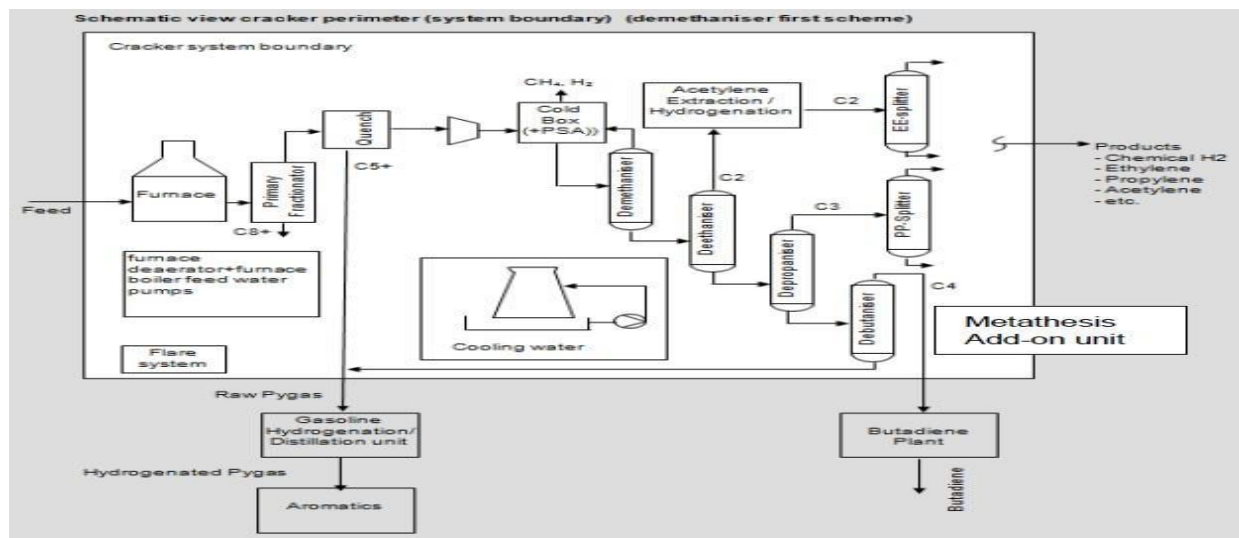 Schematic view cracker perimeter (system boundary) (demethaniser first scheme)
Cracker system boundary
CH₄, H₂
Cold
Box
(+PSA))
Acetylene
Extraction /
Hydrogenation
C2
EE-splitter
Quench
C5+
Furnace
Primary
Fractionator
Feed
C8+
Demethaniser
C2
Deethaniser
C3
PP-Splitter
Depropaniser
Products
- Chemical H2
- Ethylene
- Propylene
- Acetylene
- etc.
furnace
deaerator+furnace
boiler feed water
pumps
Cooling water
Debutaniser
C4
Metathesis
Add-on unit
Flare
system
Raw Pygas
Gasoline
Hydrogenation/
Distillation unit
Butadiene
Plant
Hydrogenated Pygas
Butadiene
Aromatics